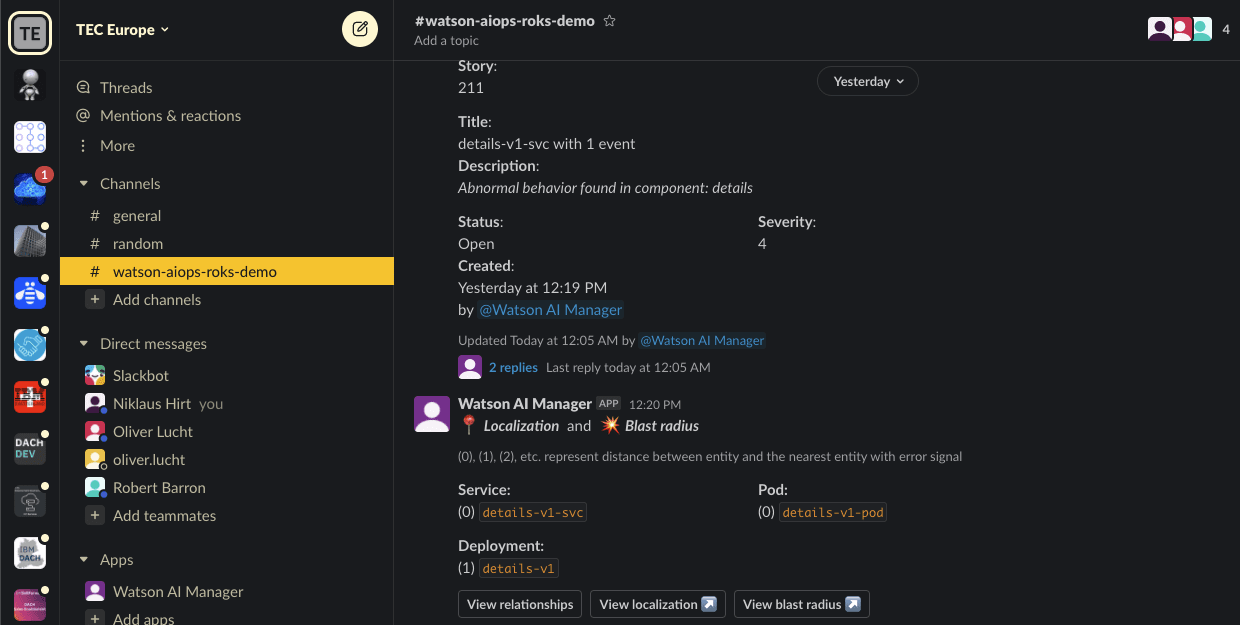 TE
1
DACH
DEV
IBM
DACH
DACH
TEC Europe
Threads
@ Mentions & reactions
More
Channels
# general
# random
# watson-aiops-roks-demo
+ Add channels
Direct messages
Slackbot
Niklaus Hirt you
Oliver Lucht
oliver.lucht
Robert Barron
+ Add teammates
Apps
Watson AI Manager
+ Add apps
#watson-aiops-roks-demo
Add a topic
4
Yesterday
Story:
211
Title:
details-v1-svc with 1 event
Description:
Abnormal behavior found in component: details
Status: Severity:
Open 4
Created:
Yesterday at 12:19 PM
by @Watson AI Manager
Updated Today at 12:05 AM by @Watson AI Manager
2 replies Last reply today at 12:05 AM
Watson AI Manager APP 12:20 PM
Localization and Blast radius
(0), (1), (2), etc. represent distance between entity and the nearest entity with error signal
Service: Pod:
(0) details-v1-svc (0) details-v1-pod
Deployment:
(1) details-v1
View relationships View localization View blast radius